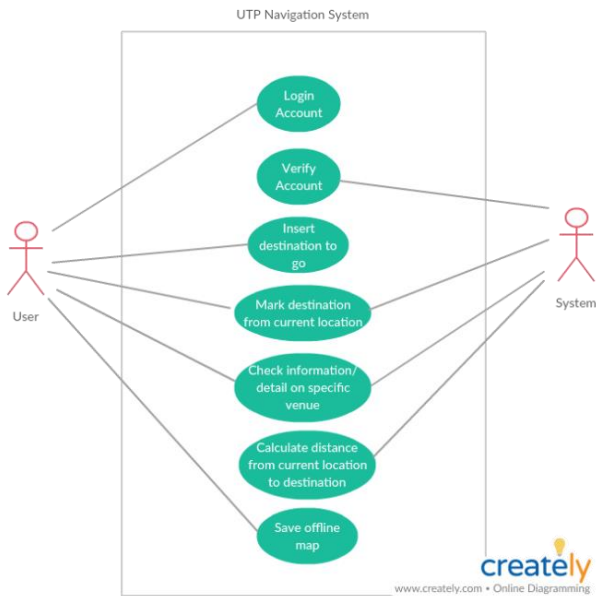 UTP Navigation System
Login
Account
Verify
Account
Insert
destination to
go
Mark destination
from current location
User
System
Check information/
detail on specific
venue
Calculate distance
from current location
to destination
Save offline
map
creately
www.creately.com • Online Diagramming